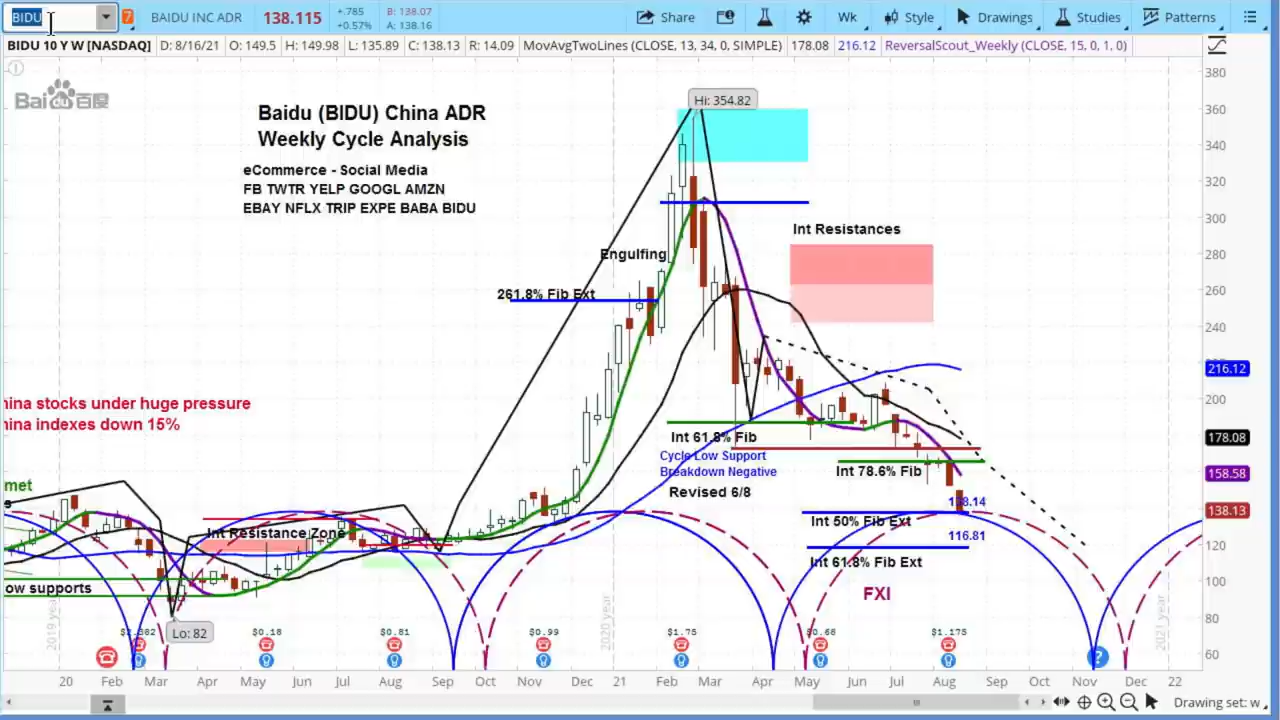 BIDU
7
BAIDU INC ADR
138.115
+.785
+0.57%
B: 138.07
A: 138.16
Share
Wk
Style
Drawings
Studies
Patterns
BIDU 10 Y W [NASDAQ]
D: 8/16/21
O: 149.5
H: 149.98
L: 135.89
C: 138.13
R: 14.09
MovAvgTwoLines (CLOSE, 13, 34, 0, SIMPLE)
178.08
216.12
ReversalScout_Weekly (CLOSE, 15, 0, 1, 0)
Bai 百度
Baidu (BIDU) China ADR
Weekly Cycle Analysis
eCommerce - Social Media
FB TWTR YELP GOOGL AMZN
EBAY NFLX TRIP EXPE BABA BIDU
Hi: 354.82
Int Resistances
Engulfing
261.8% Fib Ext
hina stocks under huge pressure
hina indexes down 15%
Int 61.8% Fib
Cycle Low Support
Breakdown Negative
Revised 6/8
Int 78.6% Fib
138.14
Int 50% Fib Ext
116.81
Int 61.8% Fib Ext
FXI
met
s
Int Resistance Zone
ow supports
Lo: 82
2019 year
2020 year
2021 year
380
360
340
320
300
280
260
240
216.12
200
178.08
158.58
138.13
120
100
80
60
$0.18
$0.81
$0.99
$1.75
$0.68
$1.175
?
20 Feb Mar Apr May Jun Jul Aug Sep Oct Nov Dec 21 Feb Mar Apr May Jun Jul Aug Sep Oct Nov Dec 22
Drawing set: w